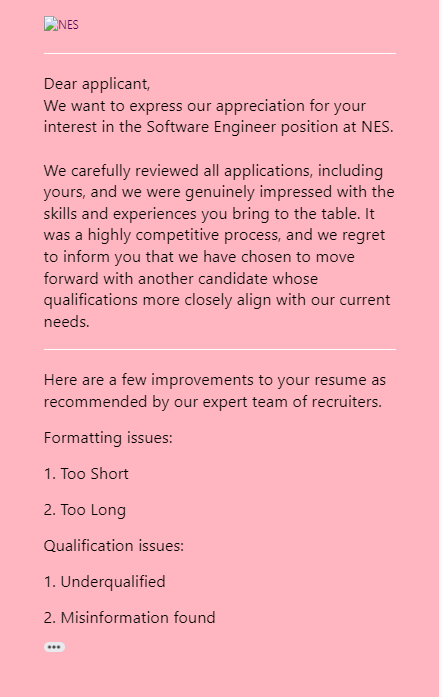 NES
Dear applicant,
We want to express our appreciation for your
interest in the Software Engineer position at NES.
We carefully reviewed all applications, including
yours, and we were genuinely impressed with the
skills and experiences you bring to the table. It
was a highly competitive process, and we regret
to inform you that we have chosen to move
forward with another candidate whose
qualifications more closely align with our current
needs.
Here are a few improvements to your resume as
recommended by our expert team of recruiters.
Formatting issues:
1. Too Short
2. Too Long
Qualification issues:
1. Underqualified
2. Misinformation found